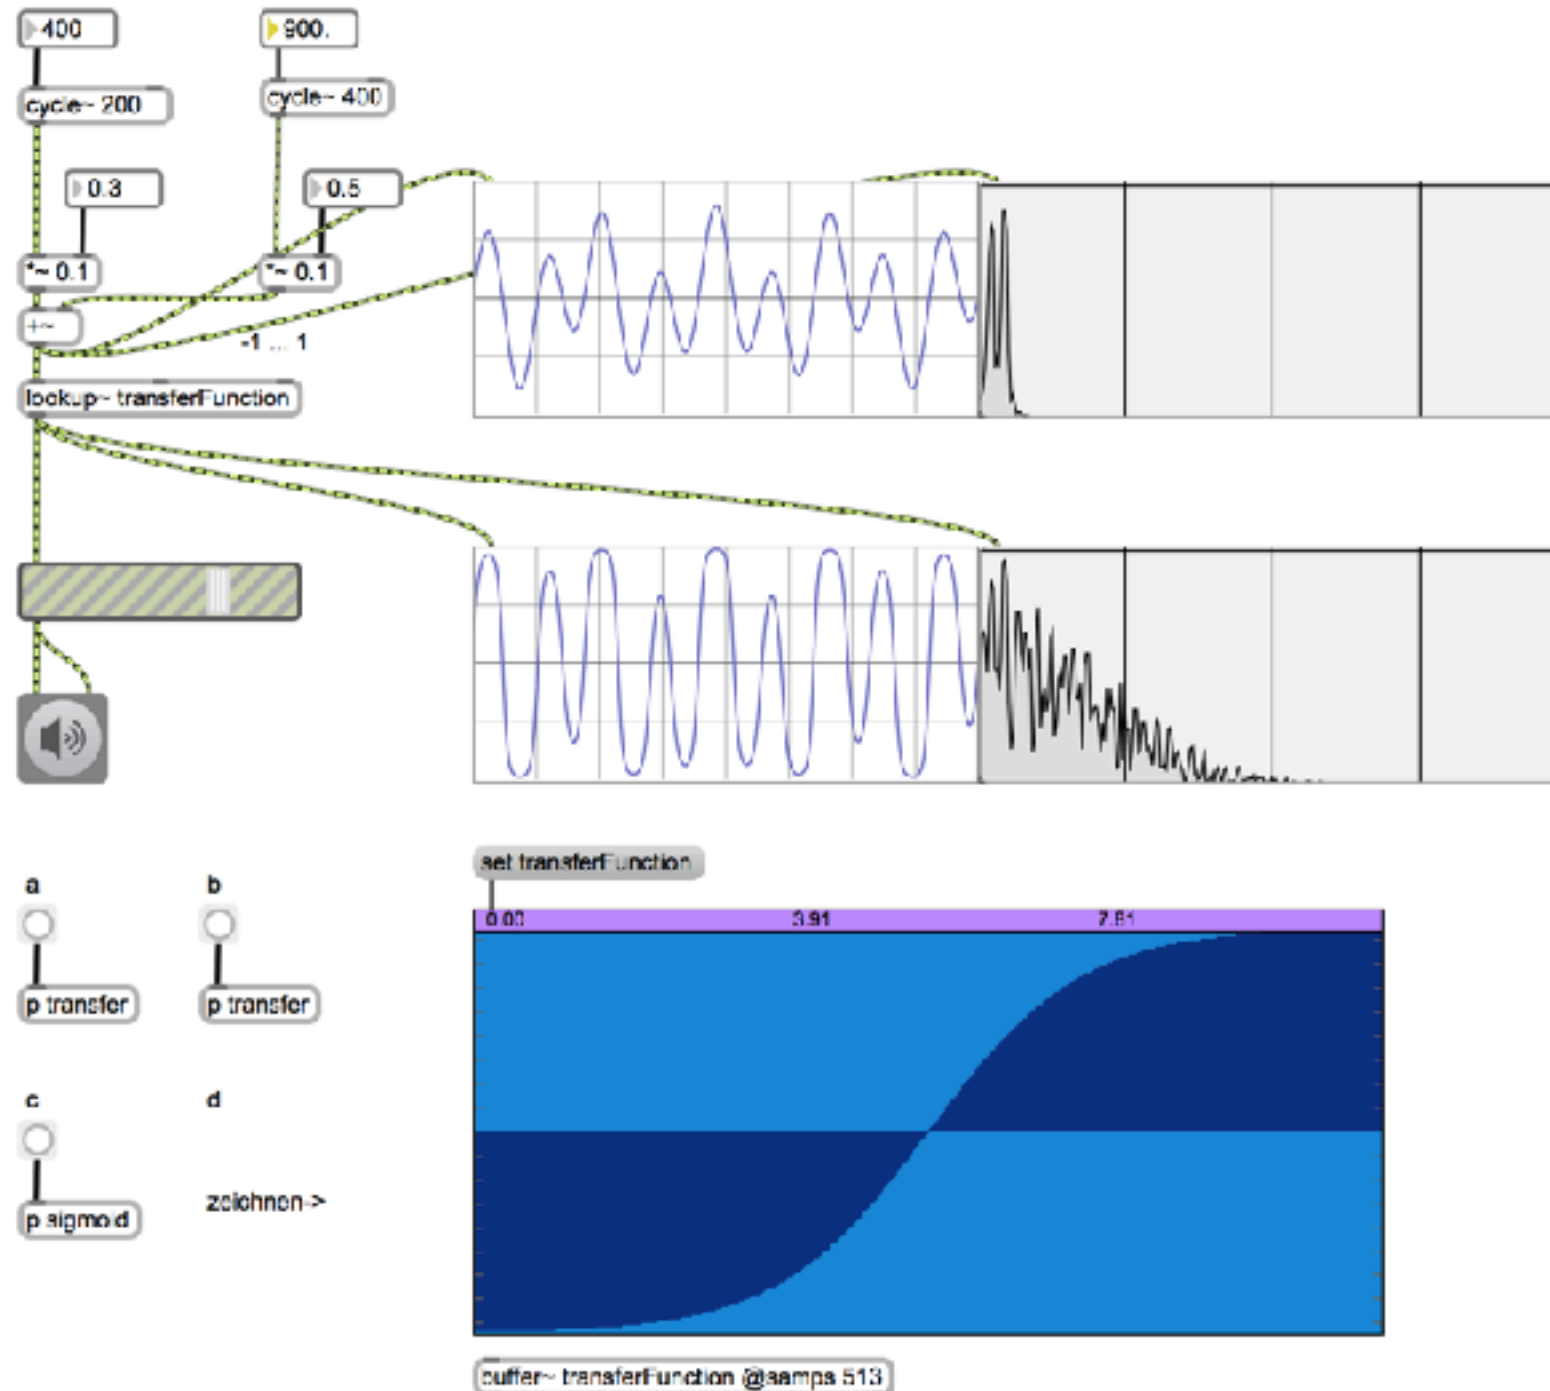 400
900.
cycle~ 200
cycle~ 400
0.3
0.5
*~ 0.1
*~ 0.1
+~
-1 ... 1
lookup~ transferFunction
set transferFunction
0.00 3.91 7.81
a
b
p transfer
p transfer
c
d
zeichnen->
p sigmoid
buffer~ transferFunction @samps 513